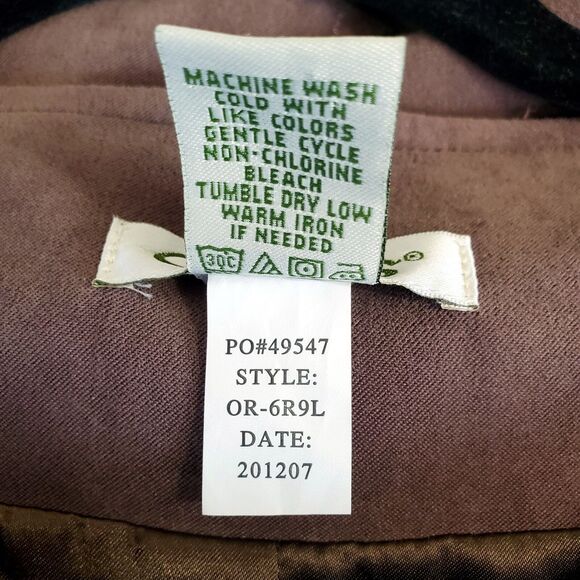 MACHINE WASH
COLD WITH
LIKE COLORS
GENTLE CYCLE
NON-CHLORINE
BLEACH
TUMBLE DRY LOW
WARM IRON
IF NEEDED
30C
PO#49547
STYLE:
OR-6R9L
DATE:
201207